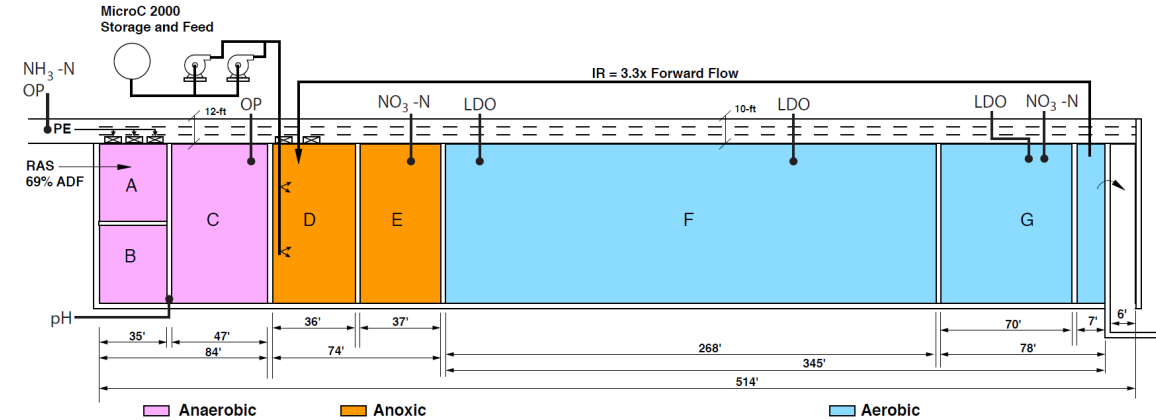 MicroC 2000
Storage and Feed
NH3 -N
OP
IR = 3.3x Forward Flow
12-ft
OP
NO3 -N
LDO
10-ft
LDO
LDO
NO3 -N
PE
RAS
69% ADF
A
B
C
D
E
F
G
pH
35'
47'
36'
37'
70'
7'
6'
84'
74'
268'
78'
345'
514'
Anaerobic
Anoxic
Aerobic